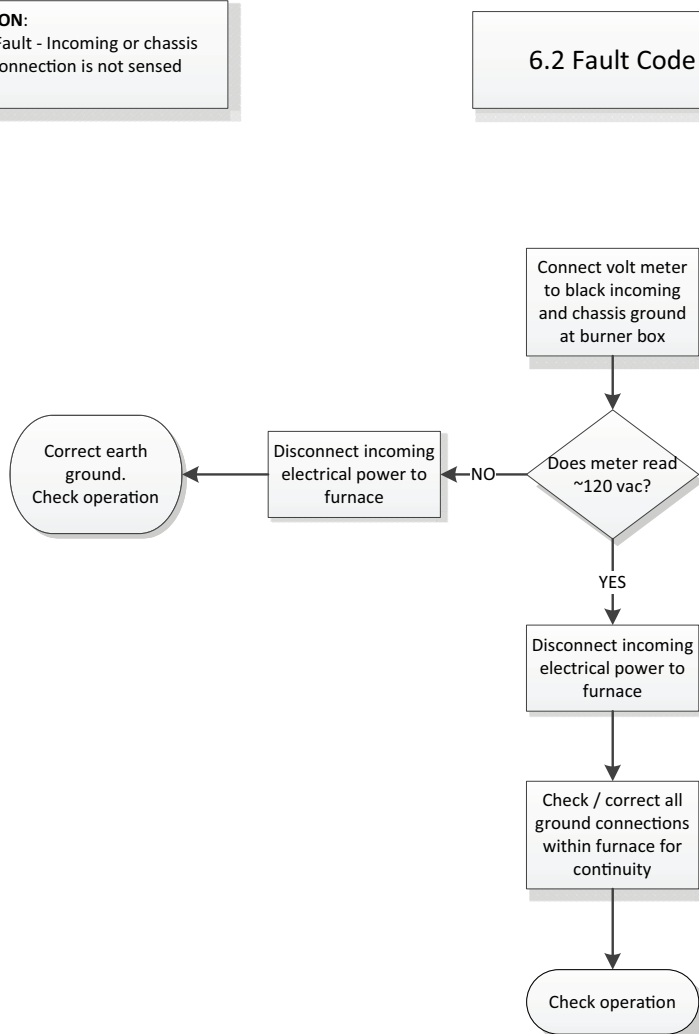 ON:
Fault - Incoming or chassis
connection is not sensed
6.2 Fault Code
Connect volt meter
to black incoming
and chassis ground
at burner box
Correct earth
ground.
Check operation
Disconnect incoming
electrical power to
furnace
NO
Does meter read
~120 vac?
YES
Disconnect incoming
electrical power to
furnace
Check / correct all
ground connections
within furnace for
continuity
Check operation